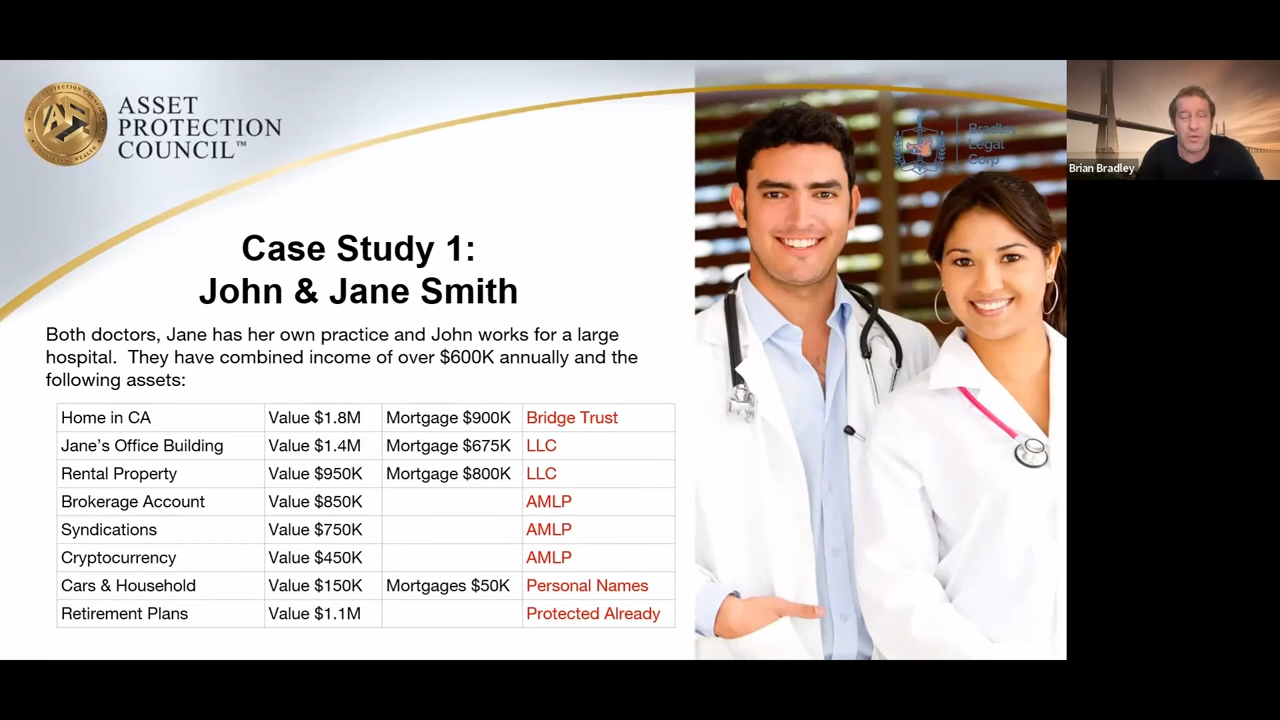 ASSET
PROTECTION
COUNCIL™
Bradley
Legal
Corp
Brian Bradley
Case Study 1:
John & Jane Smith
Both doctors, Jane has her own practice and John works for a large
hospital. They have combined income of over $600K annually and the
following assets:
Home in CA Value $1.8M Mortgage $900K Bridge Trust
Jane's Office Building Value $1.4M Mortgage $675K LLC
Rental Property Value $950K Mortgage $800K LLC
Brokerage Account Value $850K AMLP
Syndications Value $750K AMLP
Cryptocurrency Value $450K AMLP
Cars & Household Value $150K Mortgages $50K Personal Names
Retirement Plans Value $1.1M Protected Already